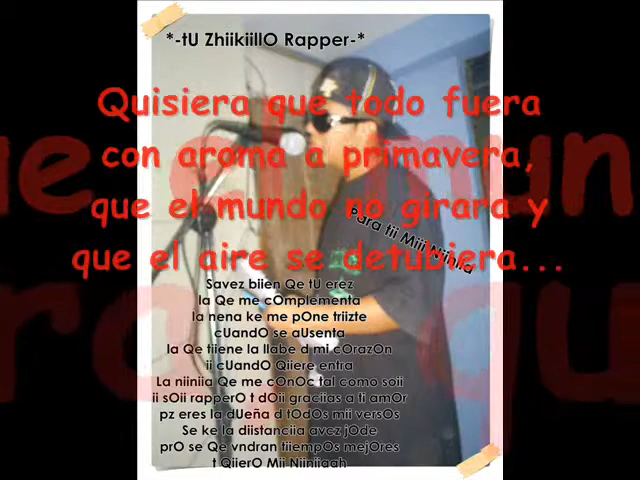 *-tU ZhiikiillO Rapper-*
Quisiera que todo fuera
con aroma a primavera,
que el mundo no girara y
que el aire se detubiera...
Para tii Miii Niiniia
Savez biien Qe tU erez
la Qe me cOmplementa
la nena ke me pOne triizte
cUandO se aUsenta
la Qe tiiene la llabe d mi cOrazOn
ii cUandO Qiiere entra
La niiniia Qe me cOnOc tal como soii
ii sOii rapperO t dOii graciias a ti amOr
pz eres la dUeña d tOdOs mii versOs
Se ke la diistanciia avcz jOde
prO se Qe vndran tiiempOs mejOres
t QiierO Mii Niiniiaah